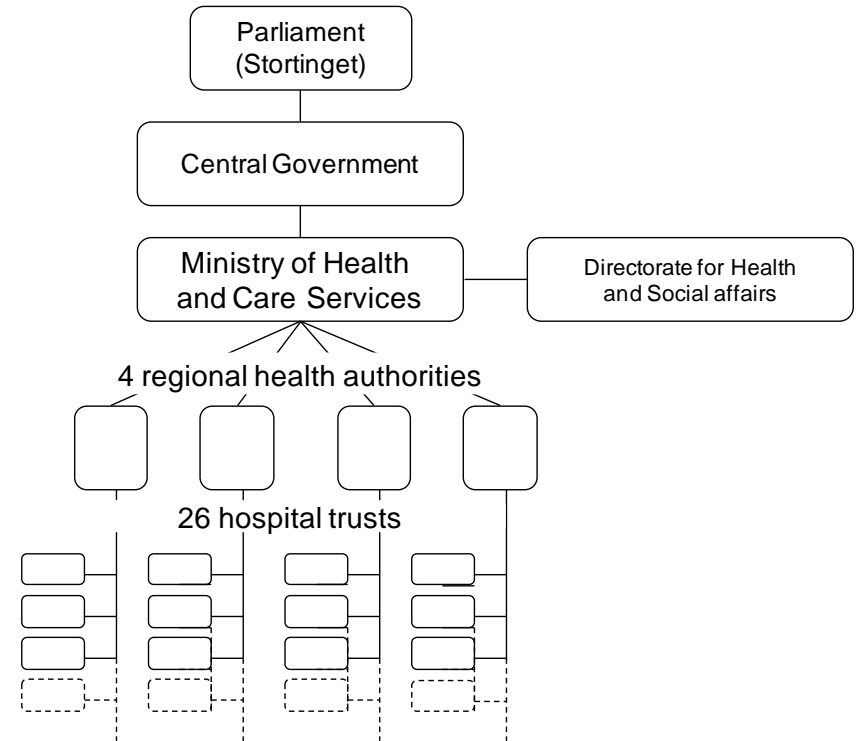 Parliament
(Stortinget)
Central Government
Ministry of Health
and Care Services
Directorate for Health
and Social affairs
4 regional health authorities
26 hospital trusts